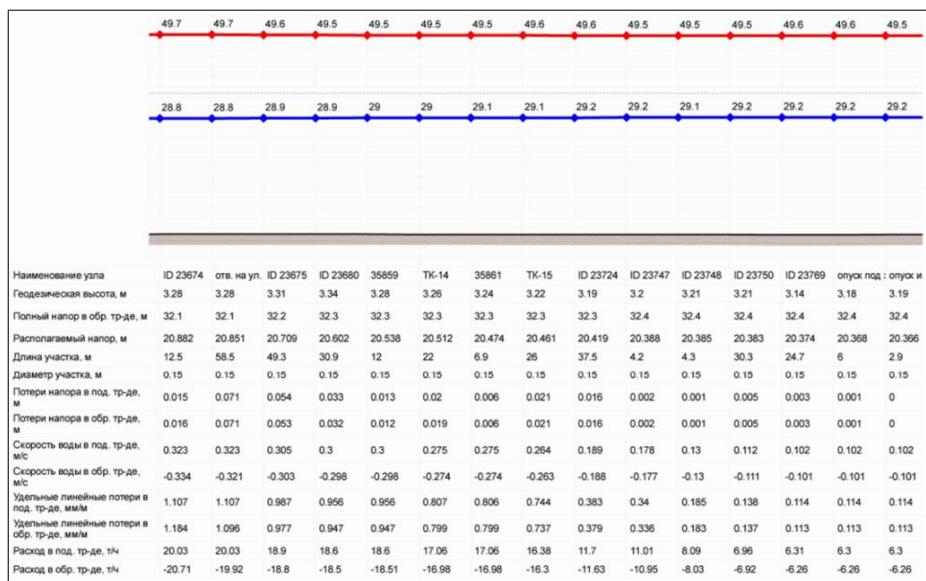 49.7 49.7 49.6 49.5 49.5 49.5 49.5 49.5 49.6 49.5 49.5 49.5 49.6 49.6 49.5
28.8 28.8 28.9 28.9 29 29 29.1 29.1 29.2 29.2 29.1 29.2 29.2 29.2 29.2
Наименование узла ID 23674 отв. на ул. ID 23675 ID 23680 35859 ТК-14 35861 ТК-15 ID 23724 ID 23747 ID 23748 ID 23750 ID 23769 опуск под : опуск и
Геодезическая высота, м 3.28 3.28 3.31 3.34 3.28 3.26 3.24 3.22 3.19 3.2 3.21 3.21 3.14 3.18 3.19
Полный напор в обр. тр-де, м 32.1 32.1 32.2 32.3 32.3 32.3 32.3 32.3 32.3 32.4 32.4 32.4 32.4 32.4 32.4
Располагаемый напор, м 20.882 20.851 20.709 20.602 20.538 20.512 20.474 20.461 20.419 20.388 20.385 20.383 20.374 20.368 20.366
Длина участка, м 12.5 58.5 49.3 30.9 12 22 6.9 26 37.5 4.2 4.3 30.3 24.7 6 2.9
Диаметр участка, м 0.15 0.15 0.15 0.15 0.15 0.15 0.15 0.15 0.15 0.15 0.15 0.15 0.15 0.15 0.15
Потери напора в под. тр-де,
м 0.015 0.071 0.054 0.033 0.013 0.02 0.006 0.021 0.016 0.002 0.001 0.005 0.003 0.001 0
Потери напора в обр. тр-де,
м 0.016 0.071 0.053 0.032 0.012 0.019 0.006 0.021 0.016 0.002 0.001 0.005 0.003 0.001 0
Скорость воды в под. тр-де,
м/с 0.323 0.323 0.305 0.3 0.3 0.275 0.275 0.264 0.189 0.178 0.13 0.112 0.102 0.102 0.102
Скорость воды в обр. тр-де,
м/с -0.334 -0.321 -0.303 -0.298 -0.298 -0.274 -0.274 -0.263 -0.188 -0.177 -0.13 -0.111 -0.101 -0.101 -0.101
Удельные линейные потери в
под. тр-де, мм/м 1.107 1.107 0.987 0.956 0.956 0.807 0.806 0.744 0.383 0.34 0.185 0.138 0.114 0.114 0.114
Удельные линейные потери в
обр. тр-де, мм/м 1.184 1.096 0.977 0.947 0.947 0.799 0.799 0.737 0.379 0.336 0.183 0.137 0.113 0.113 0.113
Расход в под. тр-де, т/ч 20.03 20.03 18.9 18.6 18.6 17.06 17.06 16.38 11.7 11.01 8.09 6.96 6.31 6.3 6.3
Расход в обр. тр-де, т/ч -20.71 -19.92 -18.8 -18.5 -18.51 -16.98 -16.98 -16.3 -11.63 -10.95 -8.03 -6.92 -6.26 -6.26 -6.26